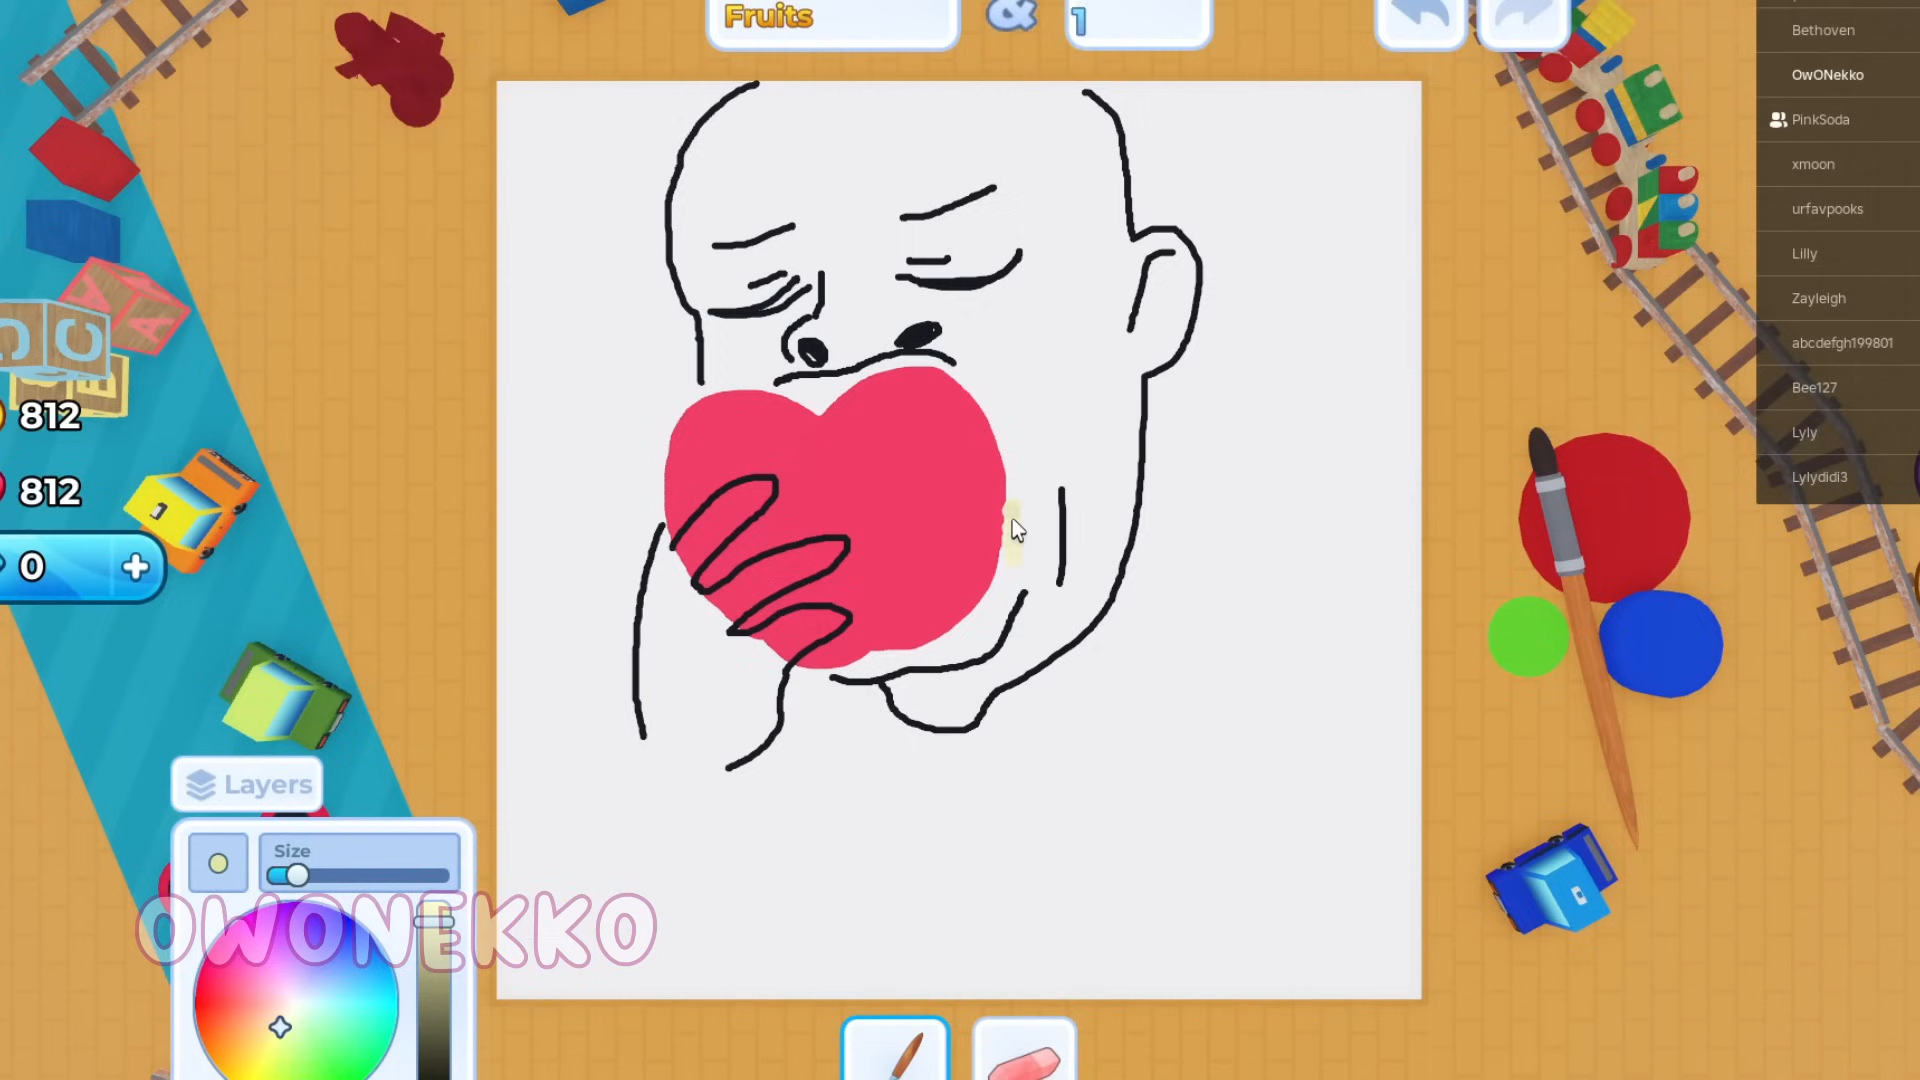 Fruits & 1
Bethoven
OwONekko
PinkSoda
xmoon
urfavpooks
Lilly
Zayleigh
abcdefgh199801
Bee127
Lyly
Lylydidi3
A
A
O
E
1
812
812
0 +
Layers
Size
OWONEKKO